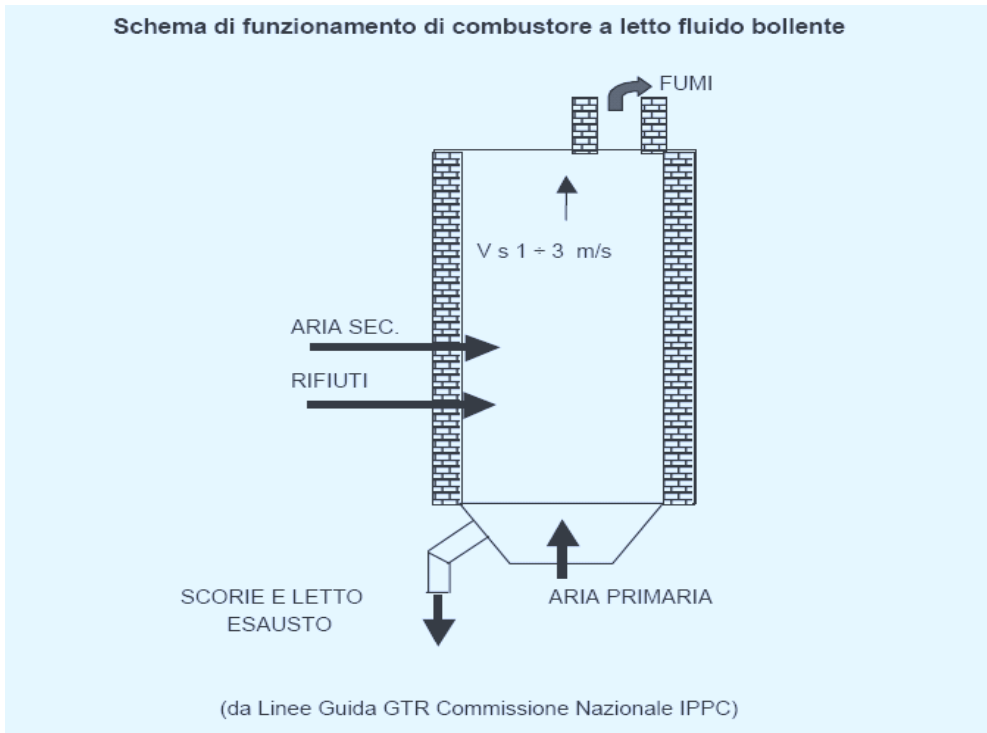 Schema di funzionamento di combustore a letto fluido bollente
FUMI
V s 1 ÷ 3 m/s
ARIA SEC.
RIFIUTI
SCORIE E LETTO
ESAUSTO
ARIA PRIMARIA
(da Linee Guida GTR Commissione Nazionale IPPC)